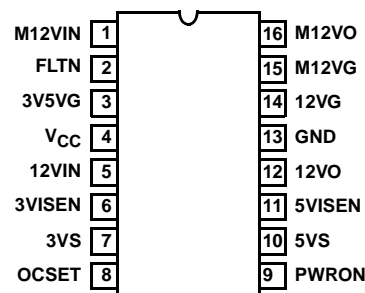 M12VIN 1 16 M12VO
FLTN 2 15 M12VG
3V5VG 3 14 12VG
VCC 4 13 GND
12VIN 5 12 12VO
3VISEN 6 11 5VISEN
3VS 7 10 5VS
OCSET 8 9 PWRON